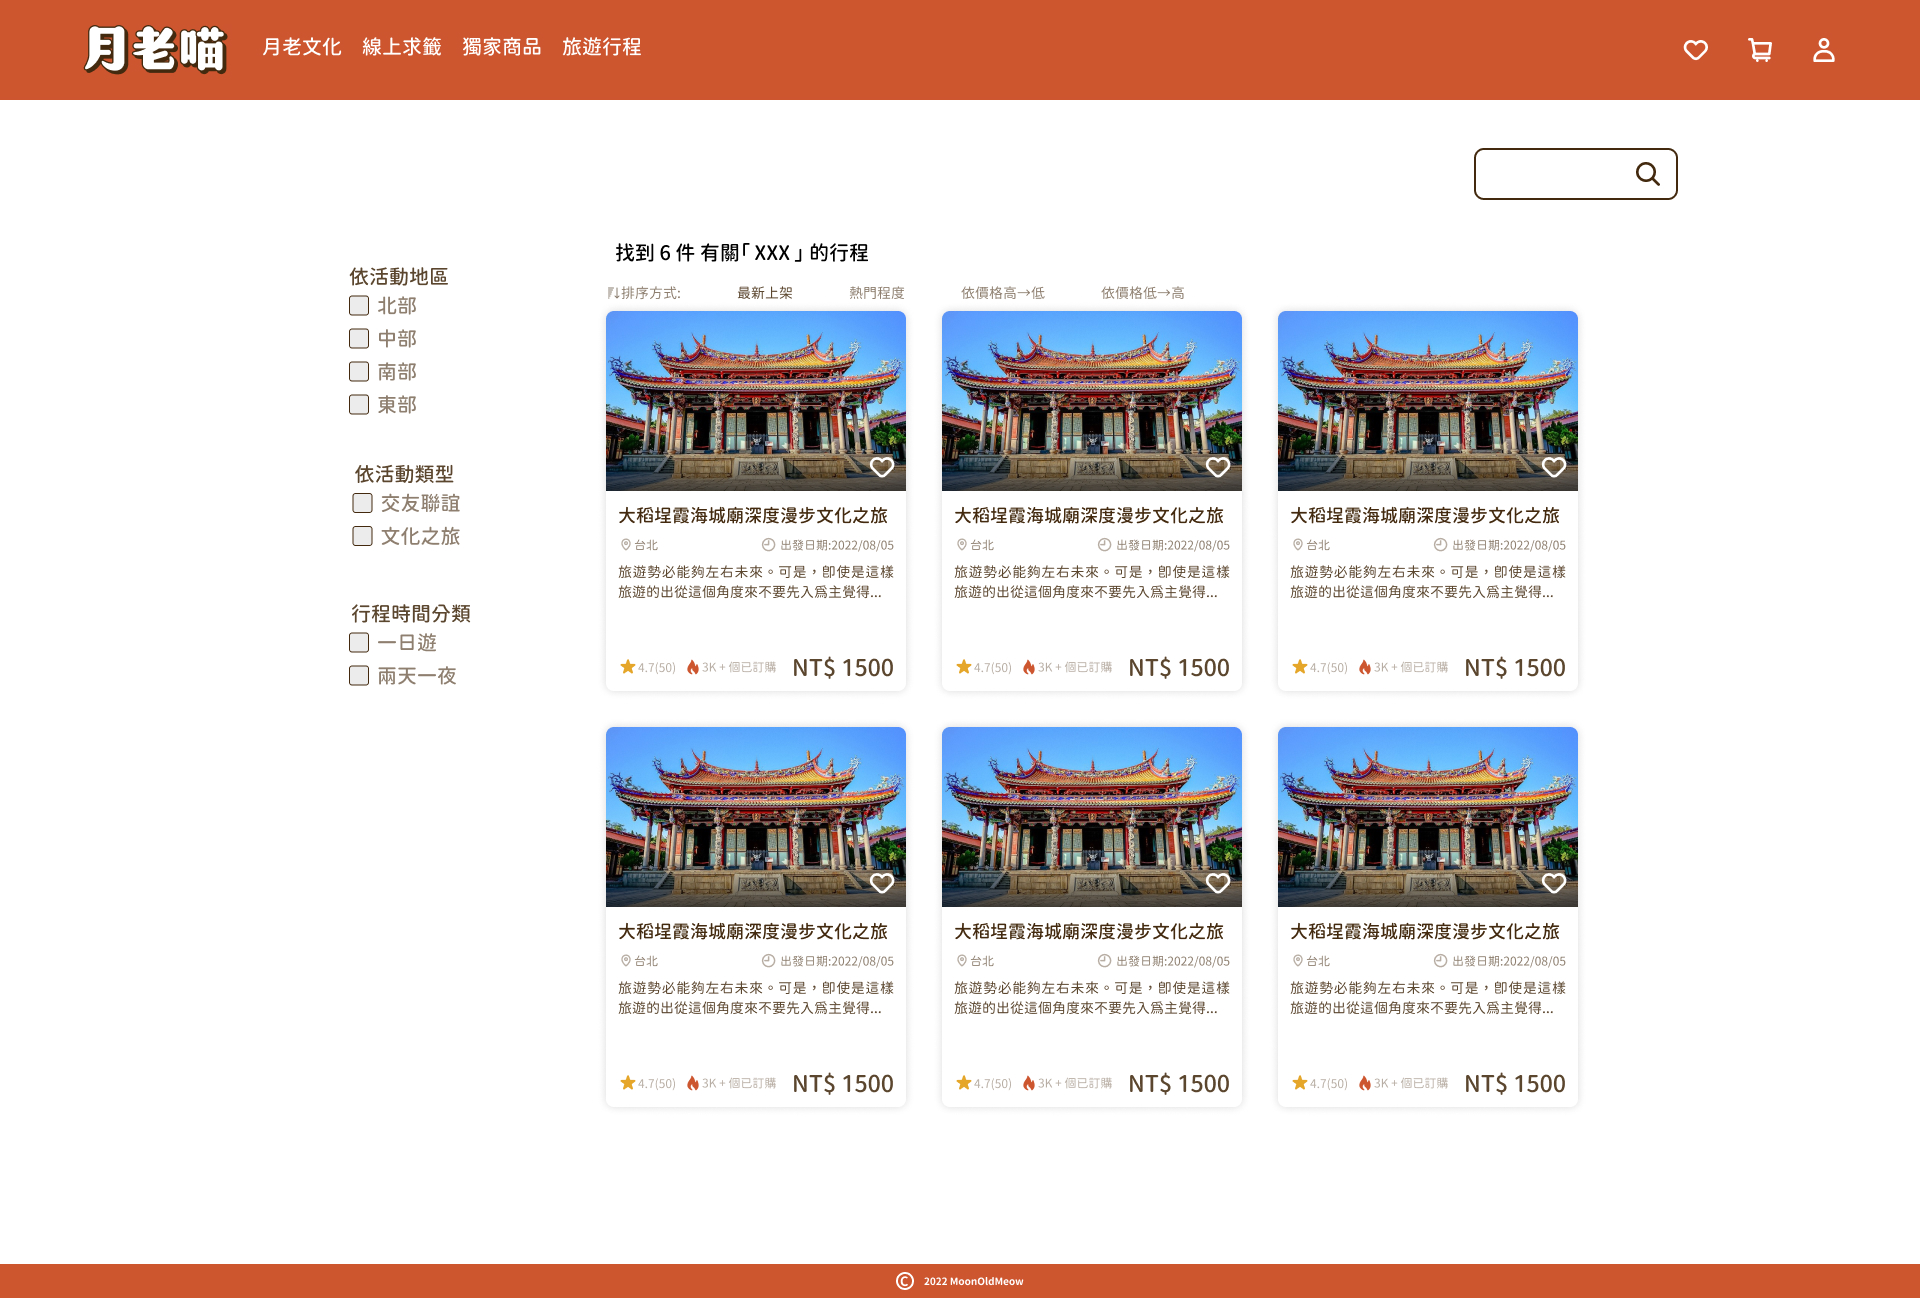 月老喵
月老文化 線上求籤 獨家商品 旅遊行程
找到 6 件 有關「 XXX 」的行程
排序方式: 最新上架 熱門程度 依價格高→低 依價格低→高
依活動地區
北部
中部
南部
東部
依活動類型
交友聯誼
文化之旅
行程時間分類
一日遊
兩天一夜
大稻埕霞海城廟深度漫步文化之旅
台北 出發日期:2022/08/05
旅遊勢必能夠左右未來。可是，即使是這樣
旅遊的出從這個角度來不要先入爲主覺得...
4.7(50) 3K + 個已訂購 NT$ 1500
大稻埕霞海城廟深度漫步文化之旅
台北 出發日期:2022/08/05
旅遊勢必能夠左右未來。可是，即使是這樣
旅遊的出從這個角度來不要先入爲主覺得...
4.7(50) 3K + 個已訂購 NT$ 1500
大稻埕霞海城廟深度漫步文化之旅
台北 出發日期:2022/08/05
旅遊勢必能夠左右未來。可是，即使是這樣
旅遊的出從這個角度來不要先入爲主覺得...
4.7(50) 3K + 個已訂購 NT$ 1500
大稻埕霞海城廟深度漫步文化之旅
台北 出發日期:2022/08/05
旅遊勢必能夠左右未來。可是，即使是這樣
旅遊的出從這個角度來不要先入爲主覺得...
4.7(50) 3K + 個已訂購 NT$ 1500
大稻埕霞海城廟深度漫步文化之旅
台北 出發日期:2022/08/05
旅遊勢必能夠左右未來。可是，即使是這樣
旅遊的出從這個角度來不要先入爲主覺得...
4.7(50) 3K + 個已訂購 NT$ 1500
大稻埕霞海城廟深度漫步文化之旅
台北 出發日期:2022/08/05
旅遊勢必能夠左右未來。可是，即使是這樣
旅遊的出從這個角度來不要先入爲主覺得...
4.7(50) 3K + 個已訂購 NT$ 1500
© 2022 MoonOldMeow